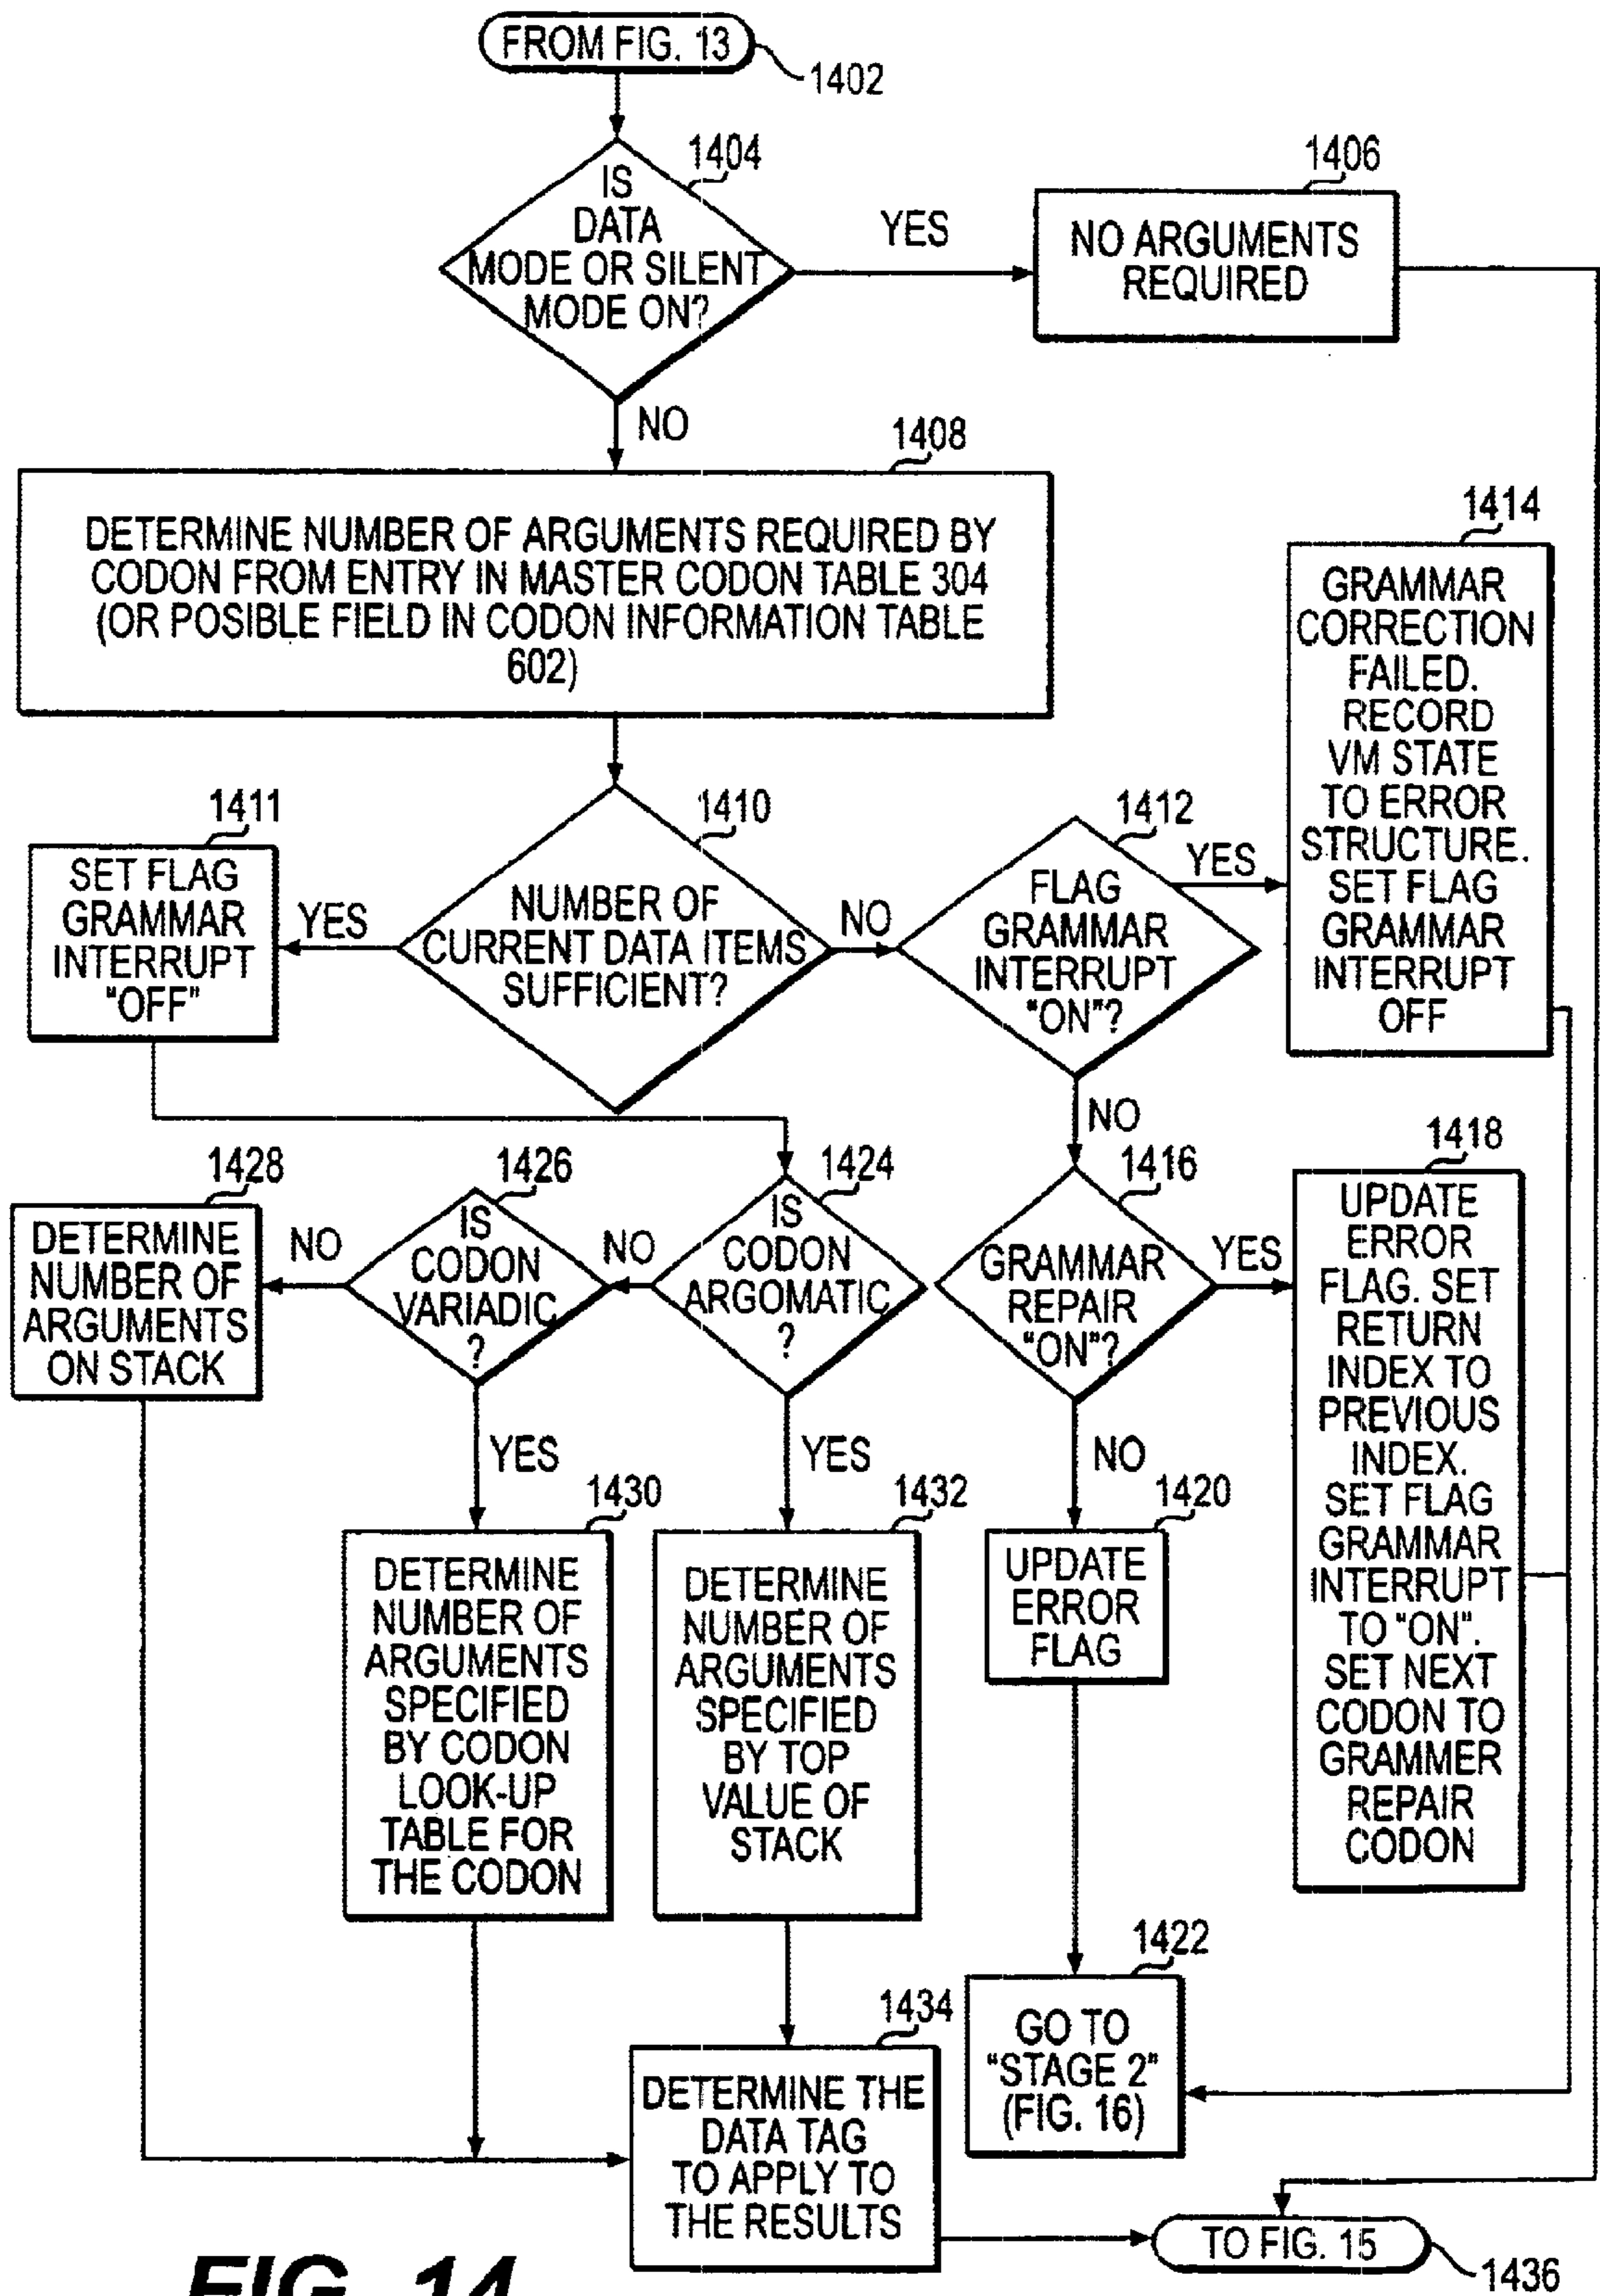 FROM FIG. 13
1402
1404
IS
DATA
MODE OR SILENT
MODE ON?
YES
1406
NO ARGUMENTS
REQUIRED
NO
1408
DETERMINE NUMBER OF ARGUMENTS REQUIRED BY
CODON FROM ENTRY IN MASTER CODON TABLE 304
(OR POSIBLE FIELD IN CODON INFORMATION TABLE
602)
1410
NUMBER OF
CURRENT DATA ITEMS
SUFFICIENT?
YES
1411
SET FLAG
GRAMMAR
INTERRUPT
"OFF"
NO
1412
FLAG
GRAMMAR
INTERRUPT
"ON"?
YES
1414
GRAMMAR
CORRECTION
FAILED.
RECORD
VM STATE
TO ERROR
STRUCTURE.
SET FLAG
GRAMMAR
INTERRUPT
OFF
NO
1416
GRAMMAR
REPAIR
"ON"?
YES
1418
UPDATE
ERROR
FLAG. SET
RETURN
INDEX TO
PREVIOUS
INDEX.
SET FLAG
GRAMMAR
INTERRUPT
TO "ON".
SET NEXT
CODON TO
GRAMMER
REPAIR
CODON
NO
1420
UPDATE
ERROR
FLAG
1422
GO TO
"STAGE 2"
(FIG. 16)
1424
IS
CODON
ARGOMATIC
?
NO
1426
IS
CODON
VARIADIC
?
NO
1428
DETERMINE
NUMBER OF
ARGUMENTS
ON STACK
YES
1430
DETERMINE
NUMBER OF
ARGUMENTS
SPECIFIED
BY CODON
LOOK-UP
TABLE FOR
THE CODON
YES
1432
DETERMINE
NUMBER OF
ARGUMENTS
SPECIFIED
BY TOP
VALUE OF
STACK
1434
DETERMINE THE
DATA TAG
TO APPLY TO
THE RESULTS
TO FIG. 15
1436
FIG. 14